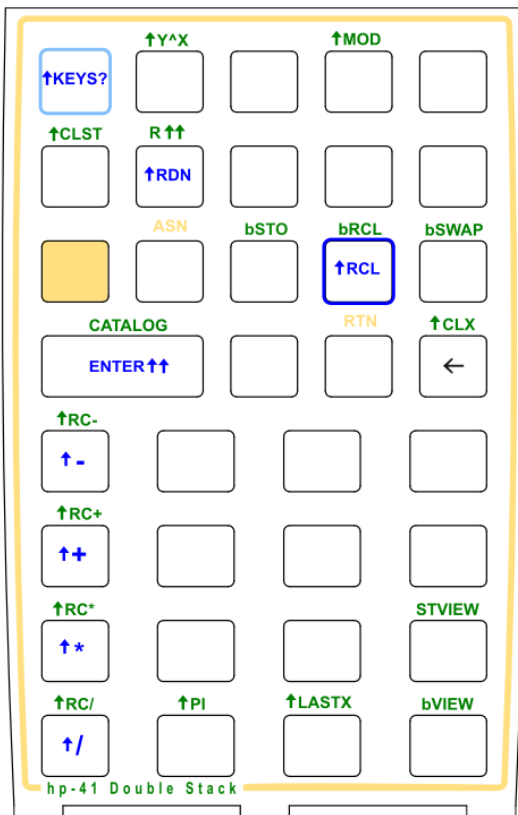 ↑Y^X ↑MOD
↑KEYS?
↑CLST R↑↑
↑RDN
ASN bSTO bRCL bSWAP
↑RCL
CATALOG RTN ↑CLX
ENTER↑↑ ←
↑RC-
↑-
↑RC+
↑+
↑RC* STVIEW
↑*
↑RC/ ↑PI ↑LASTX bVIEW
↑/
hp-41 Double Stack